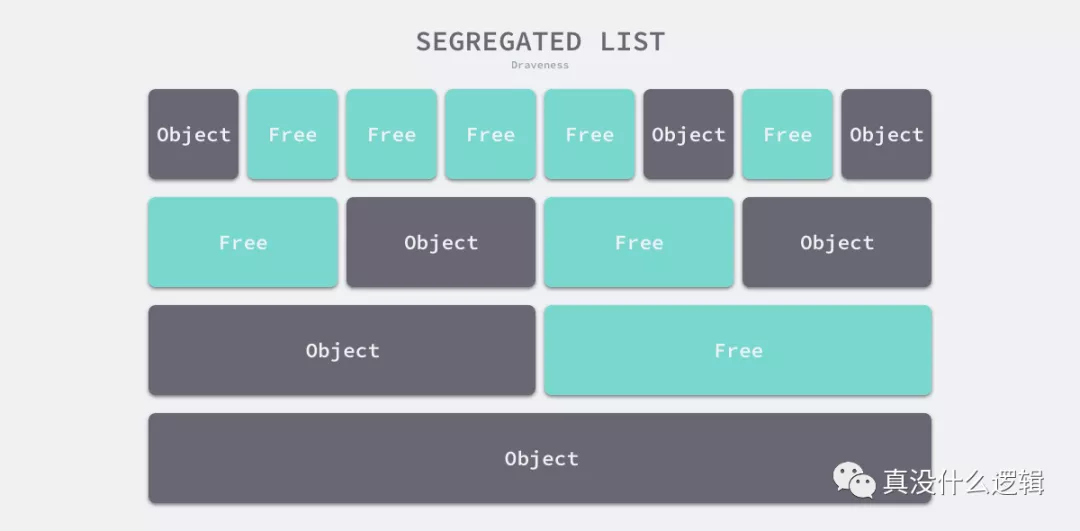 SEGREGATED LIST
Draveness
Object Free Free Free Free Object Free Object
Free Object Free Object
Object Free
Object
真没什么逻辑